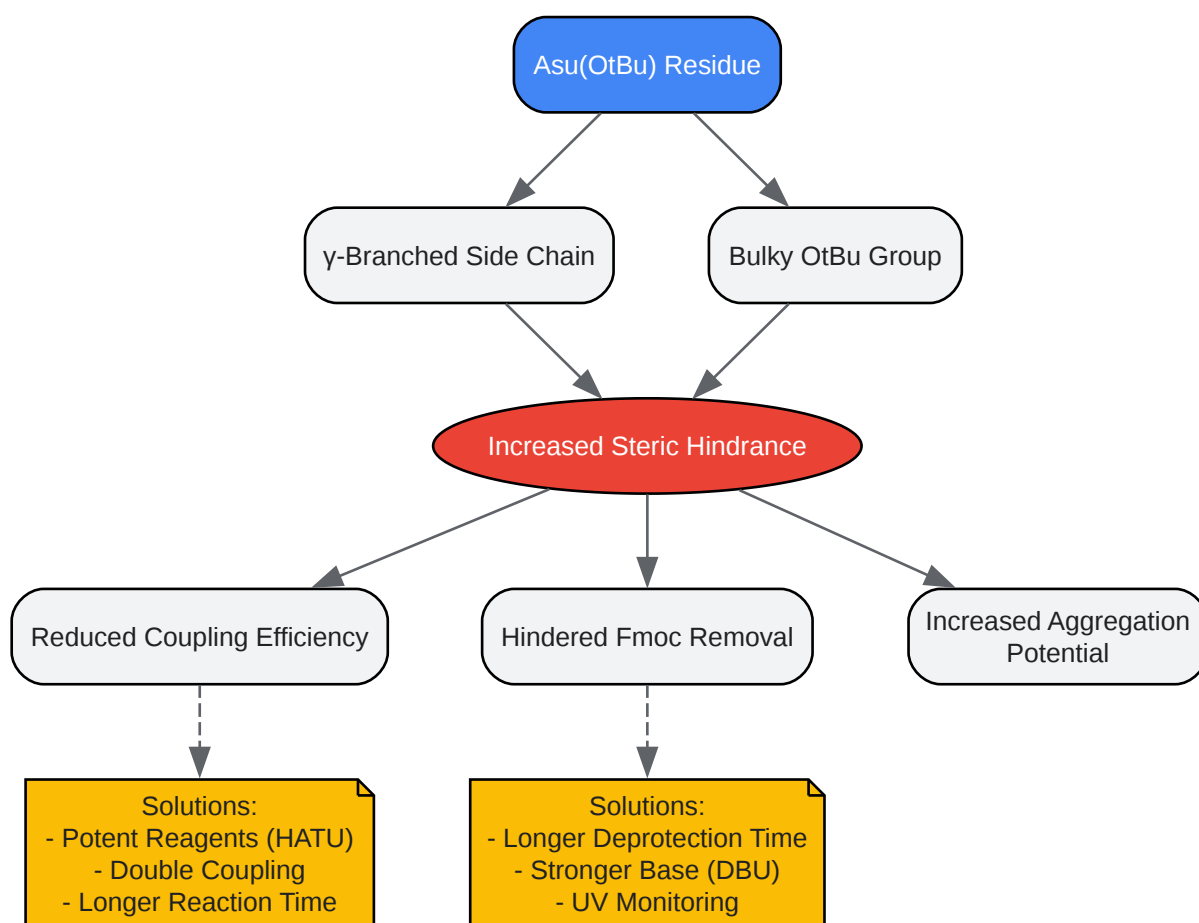 Asu(OtBu) Residue
γ-Branched Side Chain
Bulky OtBu Group
Increased Steric Hindrance
Reduced Coupling Efficiency
Hindered Fmoc Removal
Increased Aggregation
Potential
Solutions:
- Potent Reagents (HATU)
- Double Coupling
- Longer Reaction Time
Solutions:
- Longer Deprotection Time
- Stronger Base (DBU)
- UV Monitoring